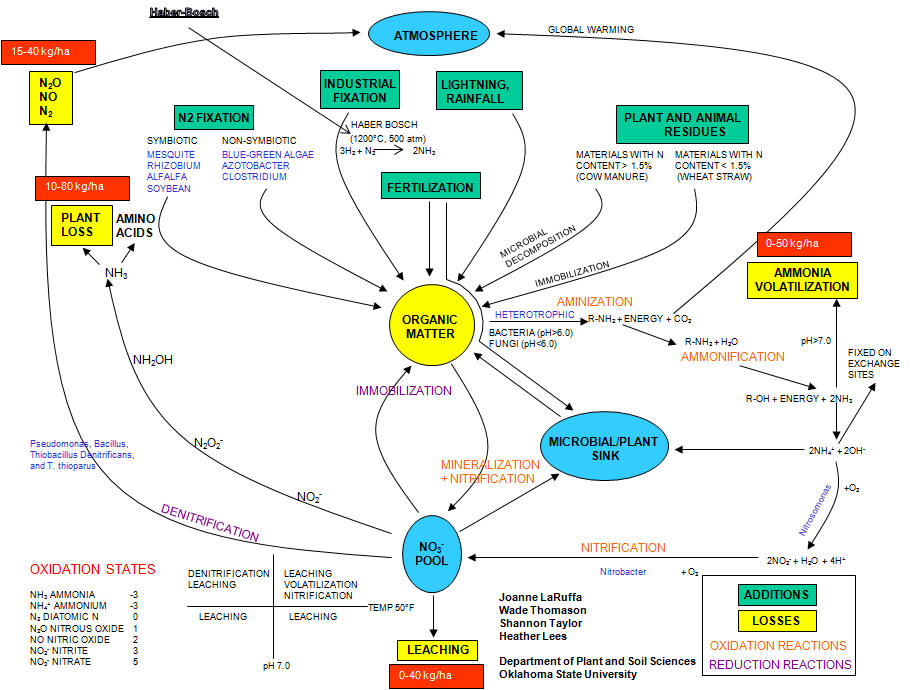 Haber-Bosch
GLOBAL WARMING
ATMOSPHERE
15-40 kg/ha
N₂O
NO
N₂
INDUSTRIAL
FIXATION
LIGHTNING,
RAINFALL
N2 FIXATION
PLANT AND ANIMAL
RESIDUES
HABER BOSCH
(1200°C, 500 atm)
3H₂ + N₂ 2NH₃
SYMBIOTIC
MESQUITE
RHIZOBIUM
ALFALFA
SOYBEAN
NON-SYMBIOTIC
BLUE-GREEN ALGAE
AZOTOBACTER
CLOSTRIDIUM
MATERIALS WITH N
CONTENT > 1.5%
(COW MANURE)
MATERIALS WITH N
CONTENT < 1.5%
(WHEAT STRAW)
FERTILIZATION
10-80 kg/ha
PLANT
LOSS
AMINO
ACIDS
NH₃
MICROBIAL
DECOMPOSITION
IMMOBILIZATION
0-50 kg/ha
AMMONIA
VOLATILIZATION
ORGANIC
MATTER
AMINIZATION
HETEROTROPHIC
R-NH₂ + ENERGY + CO₂
BACTERIA (pH>6.0)
FUNGI (pH<6.0)
R-NH₂ + H₂O
AMMONIFICATION
pH>7.0
FIXED ON
EXCHANGE
SITES
R-OH + ENERGY + 2NH₃
NH₂OH
IMMOBILIZATION
Pseudomonas, Bacillus,
Thiobacillus Denitrificans,
and T. thioparus
N₂O₂⁻
MICROBIAL/PLANT
SINK
2NH₄⁺ + 2OH⁻
MINERALIZATION
+ NITRIFICATION
NO₂⁻
Nitrosomonas
+O₂
DENITRIFICATION
NO₃⁻
POOL
NITRIFICATION
2NO₂⁻ + H₂O + 4H⁺
Nitrobacter + O₂
OXIDATION STATES
NH₃ AMMONIA -3
NH₄⁺ AMMONIUM -3
N₂ DIATOMIC N 0
N₂O NITROUS OXIDE 1
NO NITRIC OXIDE 2
NO₂⁻ NITRITE 3
NO₃⁻ NITRATE 5
DENITRIFICATION
LEACHING
LEACHING
VOLATILIZATION
NITRIFICATION
TEMP 50°F
LEACHING
LEACHING
pH 7.0
LEACHING
0-40 kg/ha
Joanne LaRuffa
Wade Thomason
Shannon Taylor
Heather Lees
Department of Plant and Soil Sciences
Oklahoma State University
ADDITIONS
LOSSES
OXIDATION REACTIONS
REDUCTION REACTIONS